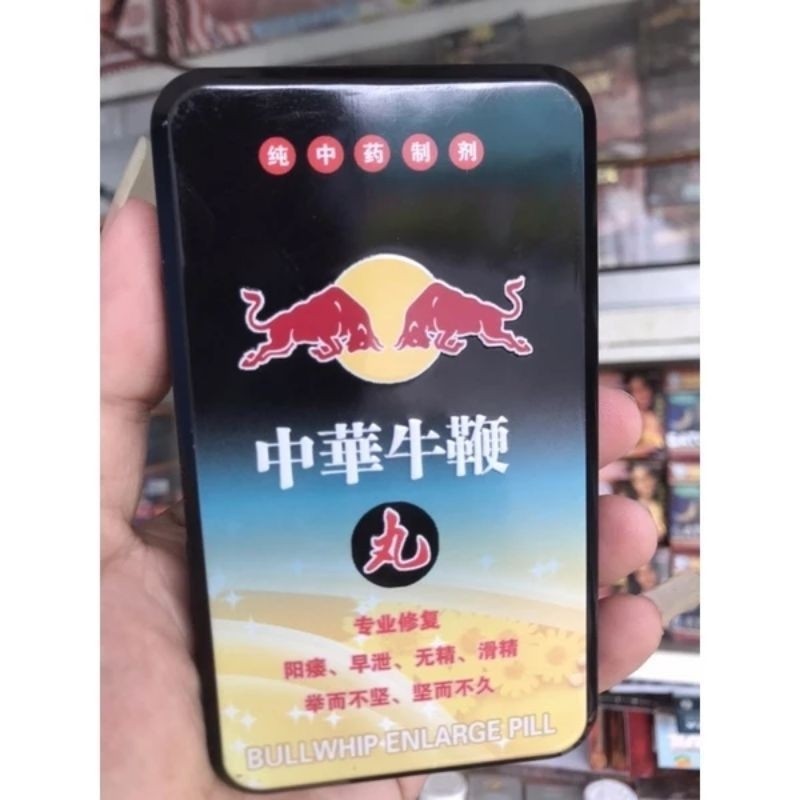 纯中药制剂
中華牛鞭
丸
专业修复
阳痿、早泄、无精、滑精
举而不坚、坚而不久
BULLWHIP ENLARGE PILL